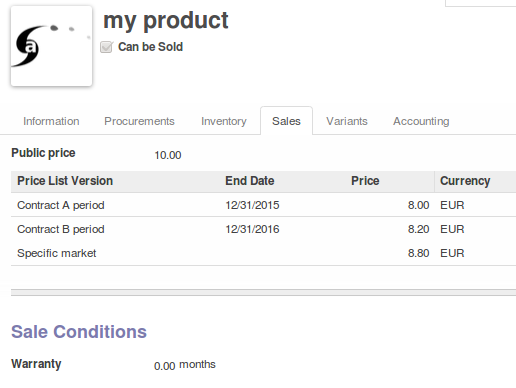 a
my product
Can be Sold
Information Procurements Inventory Sales Variants Accounting
Public price 10.00
Price List Version End Date Price Currency
Contract A period 12/31/2015 8.00 EUR
Contract B period 12/31/2016 8.20 EUR
Specific market 8.80 EUR
Sale Conditions
Warranty 0.00 months